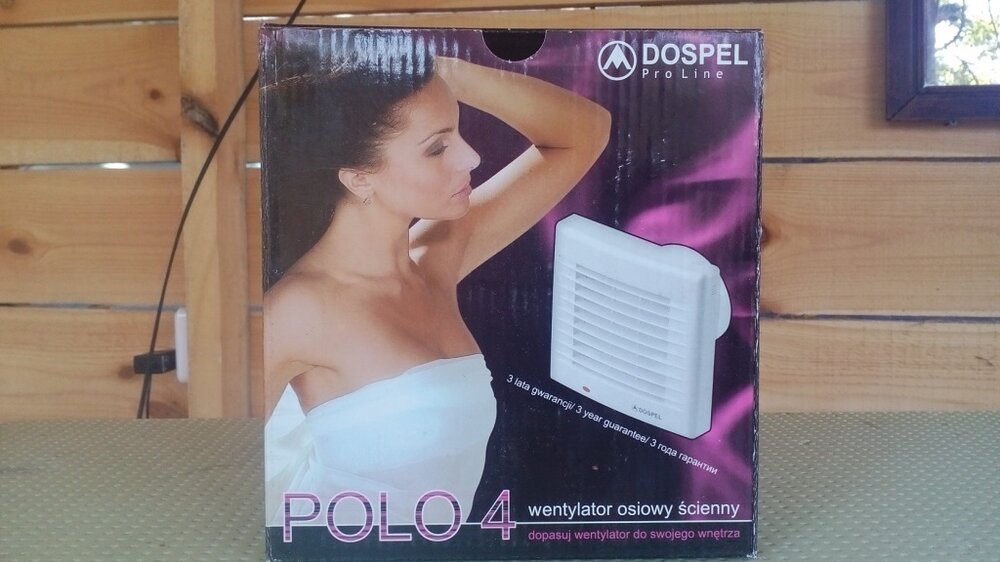 DOSPEL
Pro Line
3 lata gwarancji/ 3 year guarantee/ 3 года гарантии
DOSPEL
POLO 4
wentylator osiowy ścienny
dopasuj wentylator do swojego wnętrza